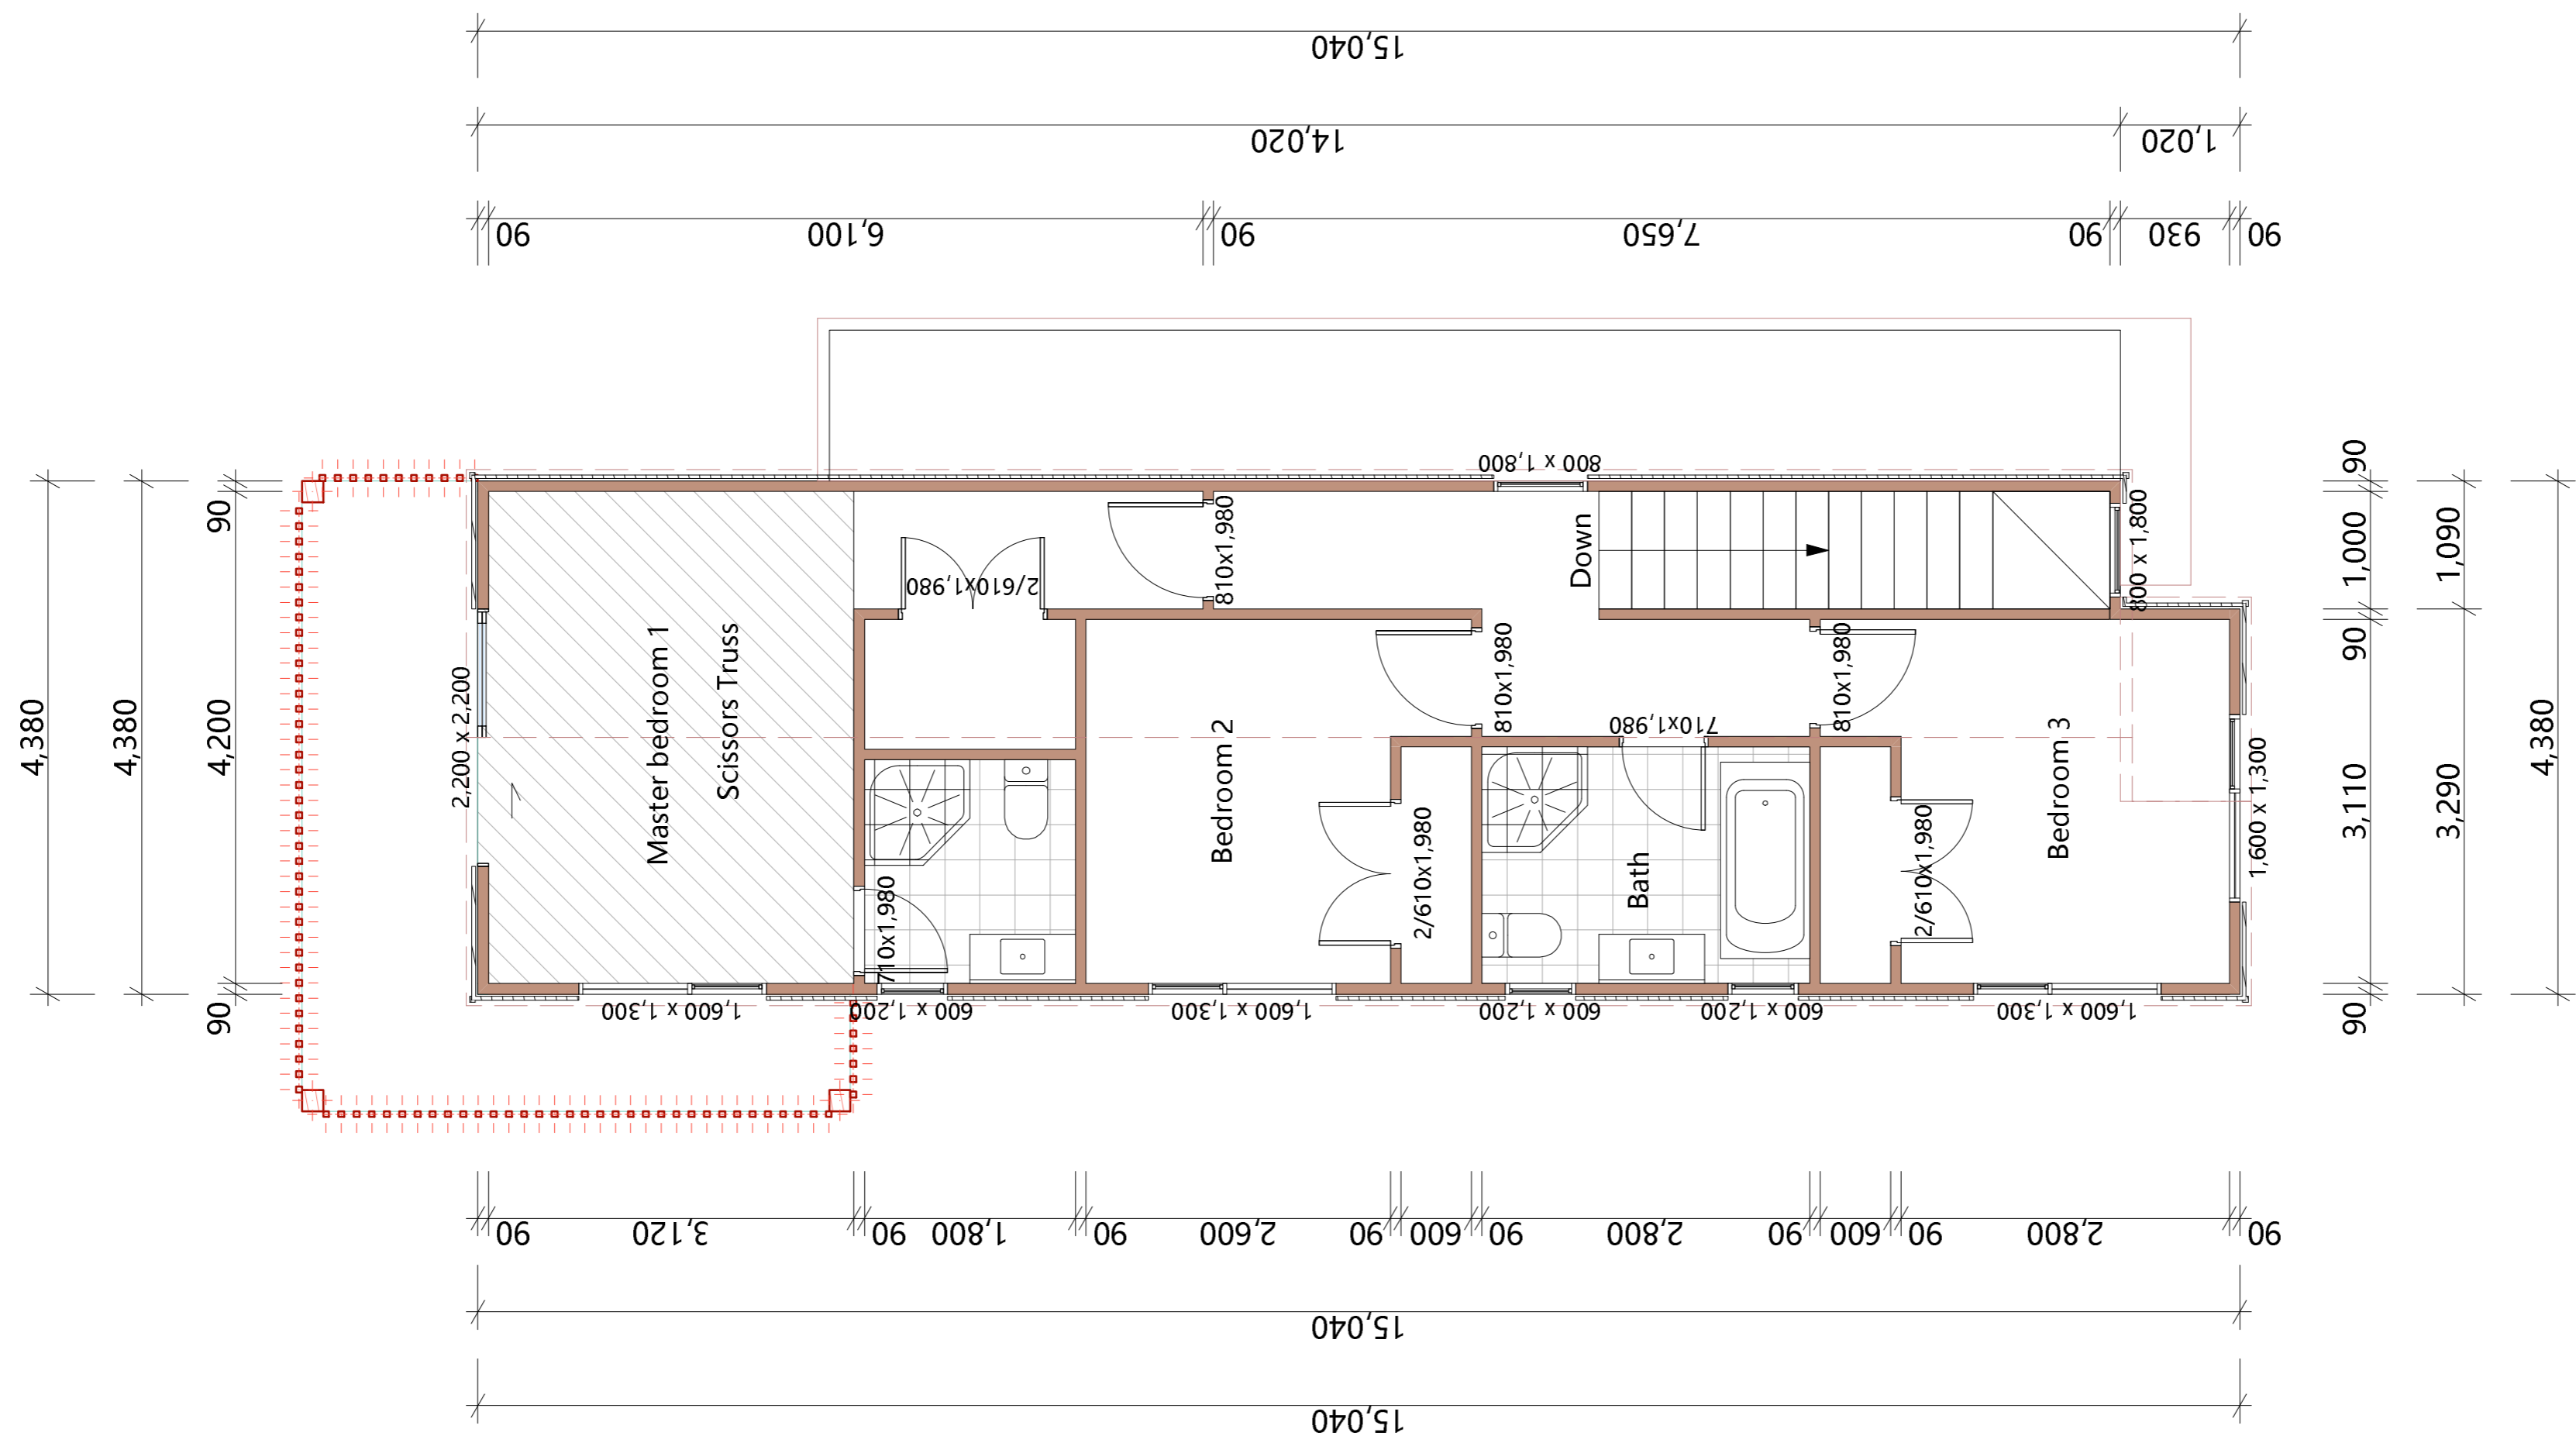 15,040
14,020
1,020
90
6,100
90
7,650
90
930
90
4,380
4,380
90
4,200
90
800 x 1,800
2/610x1,980
810x1,980
Down
800 x 1,800
2,200 x 2,200
Master bedroom 1
Scissors Truss
710x1,980
Bedroom 2
2/610x1,980
810x1,980
710x1,980
Bath
810x1,980
2/610x1,980
Bedroom 3
1,600 x 1,300
90
1,000
90
3,110
90
1,090
3,290
4,380
1,600 x 1,300
600 x 1,200
1,600 x 1,300
600 x 1,200
600 x 1,200
1,600 x 1,300
90
3,120
90
1,800
90
2,600
90
600
90
2,800
90
600
90
2,800
90
15,040
15,040